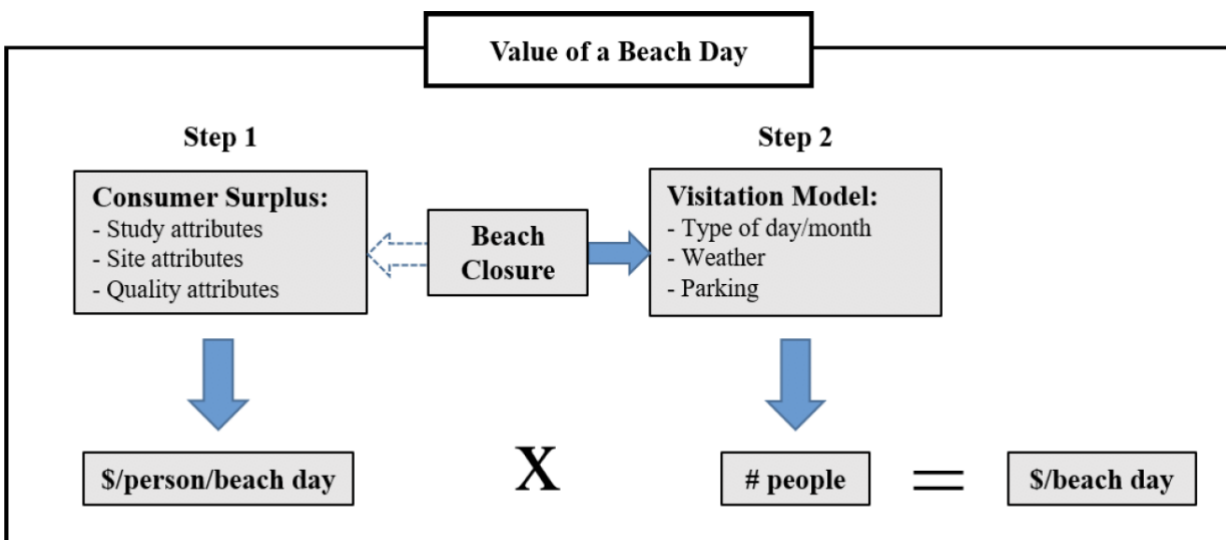 Value of a Beach Day
Step 1
Consumer Surplus:
- Study attributes
- Site attributes
- Quality attributes
Beach
Closure
Step 2
Visitation Model:
- Type of day/month
- Weather
- Parking
$/person/beach day
X
# people
=
$/beach day